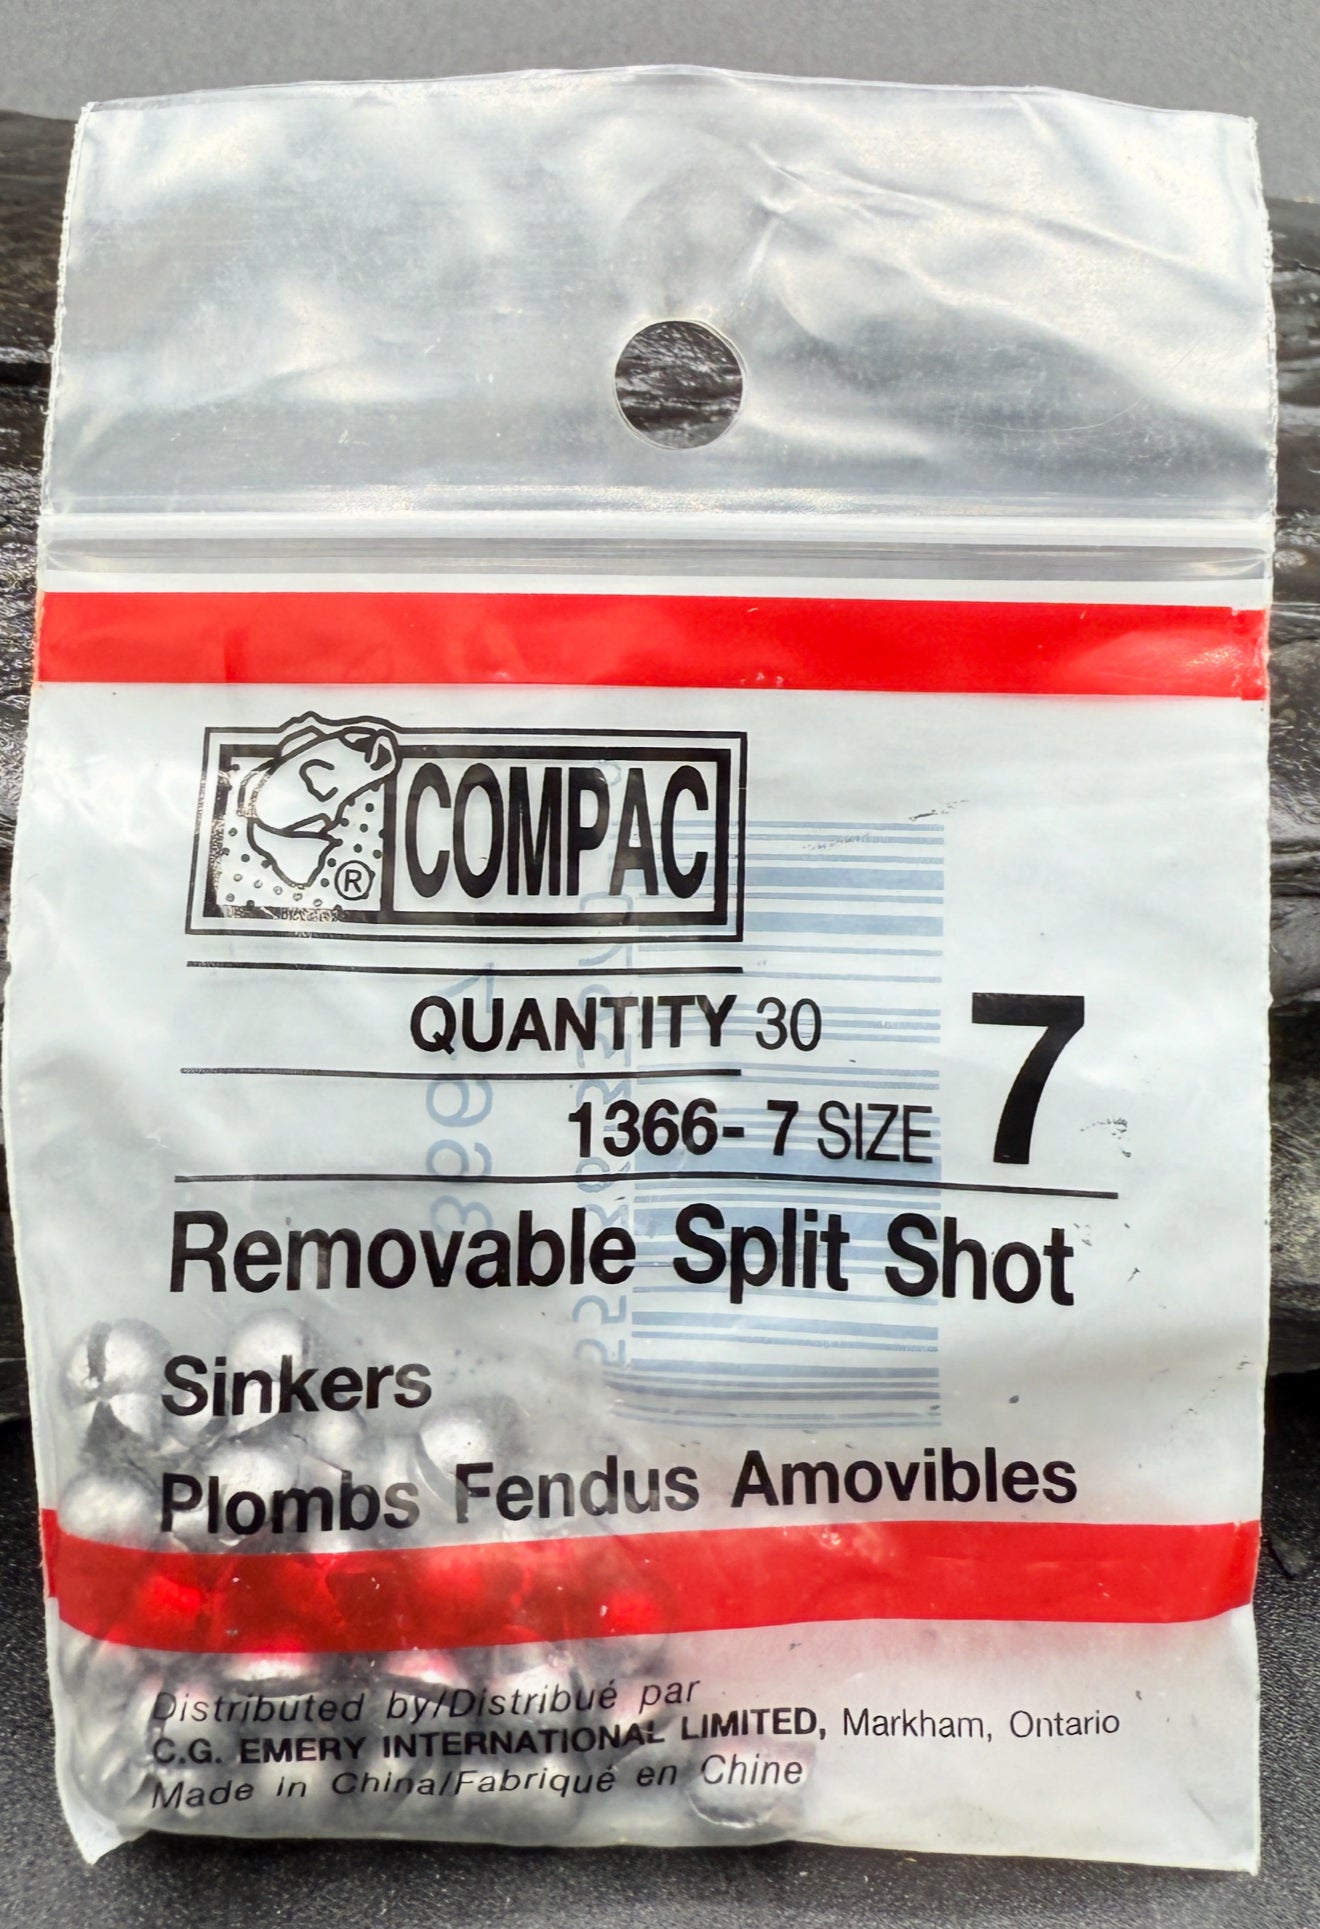 COMPAC
®
QUANTITY 30
1366- 7 SIZE 7
Removable Split Shot
Sinkers
Plombs Fendus Amovibles
Distributed by/Distribué par
C.G. EMERY INTERNATIONAL LIMITED, Markham, Ontario
Made in China/Fabriqué en Chine